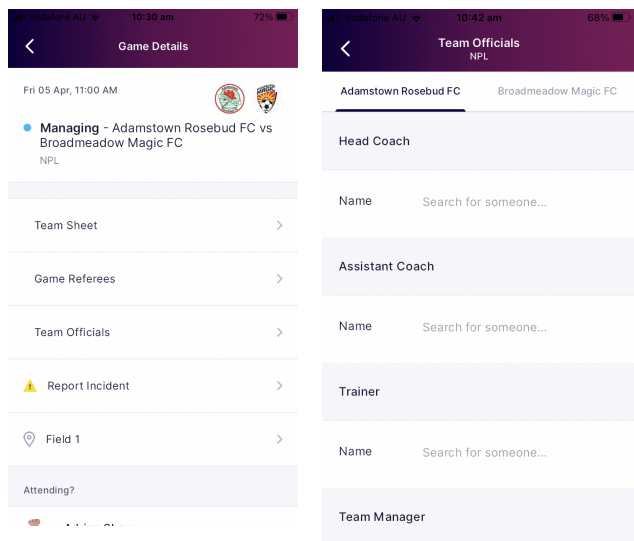 Vodafone AU 10:30 am 72%
Game Details
Fri 05 Apr, 11:00 AM
Managing - Adamstown Rosebud FC vs
Broadmeadow Magic FC
NPL
Team Sheet
Game Referees
Team Officials
Report Incident
Field 1
Attending?
Vodafone AU 10:42 am 68%
Team Officials
NPL
Adamstown Rosebud FC Broadmeadow Magic FC
Head Coach
Name Search for someone...
Assistant Coach
Name Search for someone...
Trainer
Name Search for someone...
Team Manager